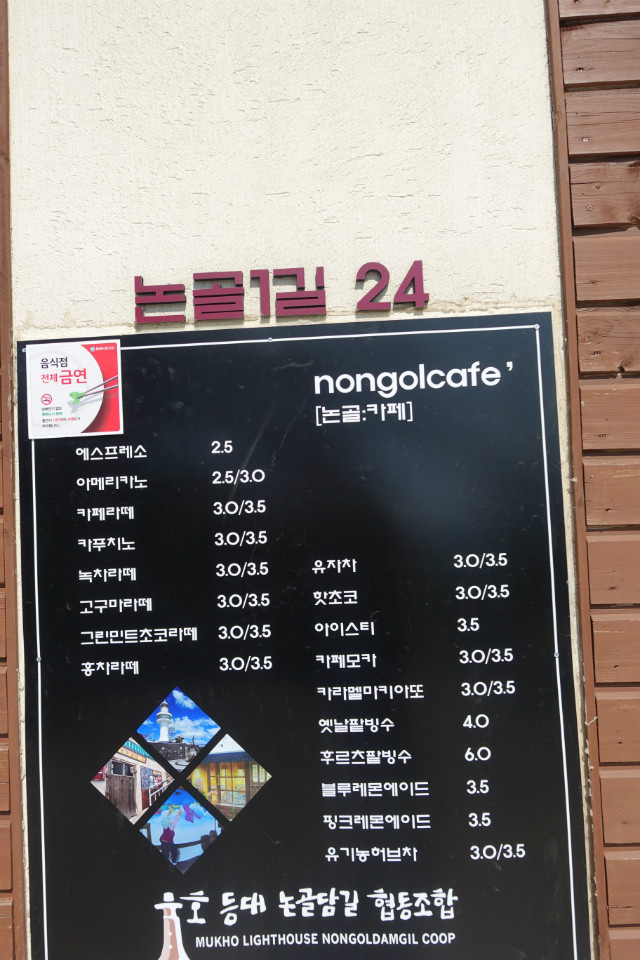 논골1길 24
음식점
전체금연
nongolcafe’
[논골:카페]
에스프레소 2.5
아메리카노 2.5/3.0
카페라떼 3.0/3.5
카푸치노 3.0/3.5
녹차라떼 3.0/3.5
고구마라떼 3.0/3.5
그린민트초코라떼 3.0/3.5
홍차라떼 3.0/3.5
유자차 3.0/3.5
핫초코 3.0/3.5
아이스티 3.5
카페모카 3.0/3.5
카라멜마키아또 3.0/3.5
옛날팥빙수 4.0
후르츠팥빙수 6.0
블루레몬에이드 3.5
핑크레몬에이드 3.5
유기농허브차 3.0/3.5
묵호 등대 논골담길 협동조합
MUKHO LIGHTHOUSE NONGOLDAMGIL COOP